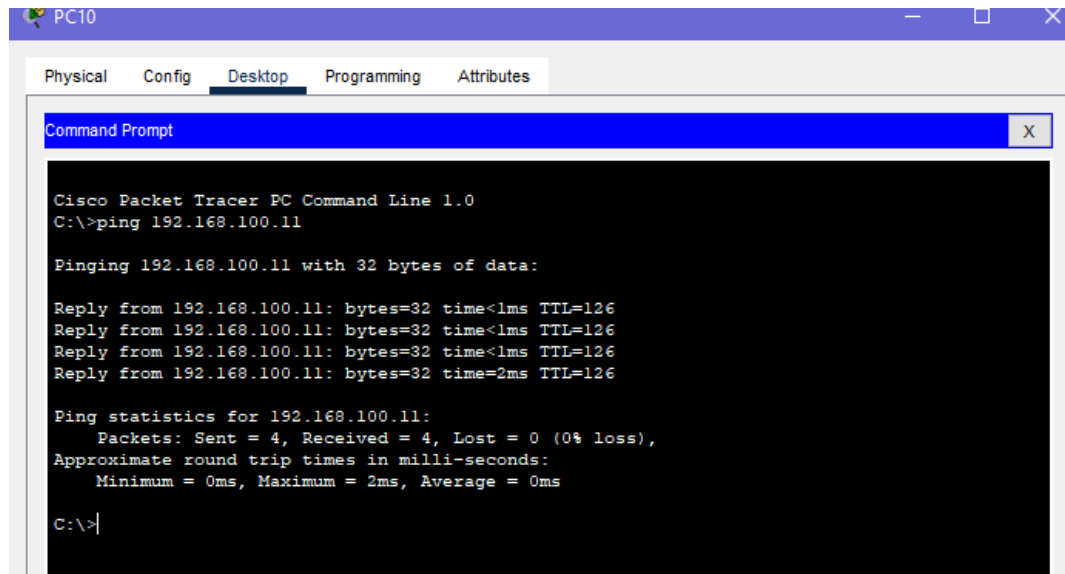 PC10
Physical Config Desktop Programming Attributes
Command Prompt X
Cisco Packet Tracer PC Command Line 1.0
C:\>ping 192.168.100.11
Pinging 192.168.100.11 with 32 bytes of data:
Reply from 192.168.100.11: bytes=32 time<1ms TTL=126
Reply from 192.168.100.11: bytes=32 time<1ms TTL=126
Reply from 192.168.100.11: bytes=32 time<1ms TTL=126
Reply from 192.168.100.11: bytes=32 time=2ms TTL=126
Ping statistics for 192.168.100.11:
Packets: Sent = 4, Received = 4, Lost = 0 (0% loss),
Approximate round trip times in milli-seconds:
Minimum = 0ms, Maximum = 2ms, Average = 0ms
C:\>